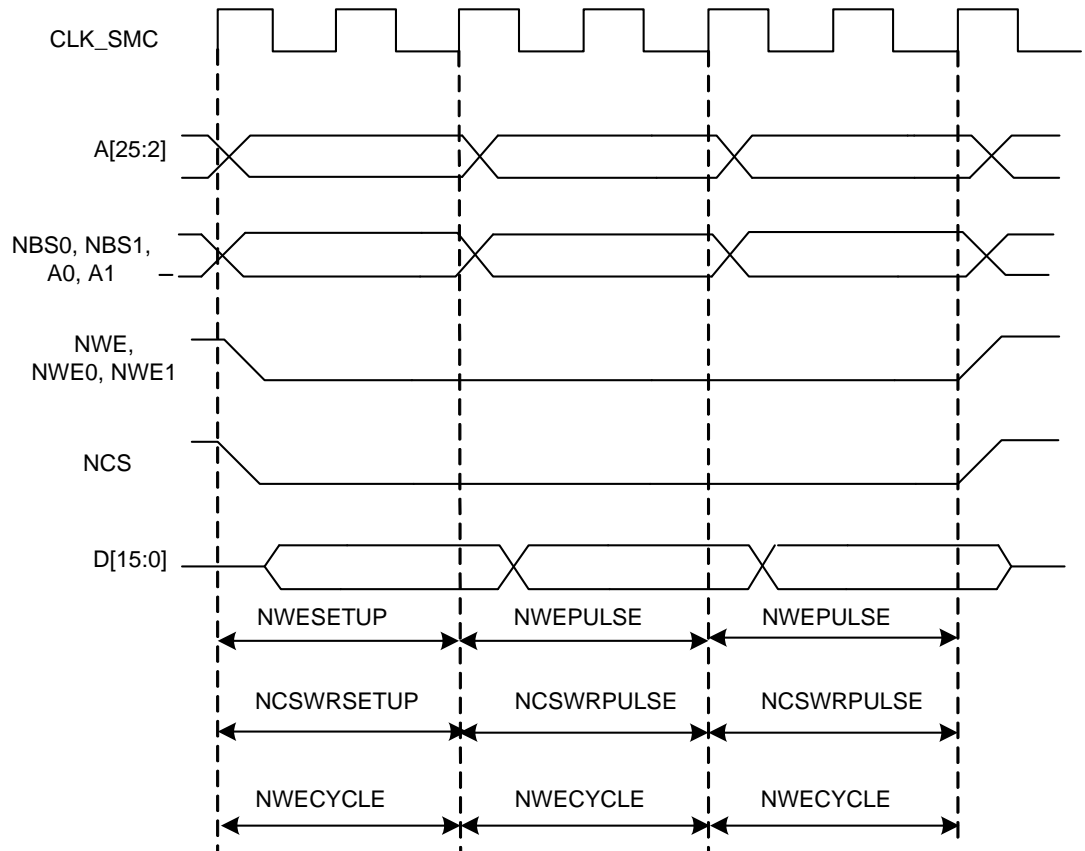 CLK_SMC
A[25:2]
NBS0, NBS1,
A0, A1
NWE,
NWE0, NWE1
NCS
D[15:0]
NWESETUP NWEPULSE NWEPULSE
NCSWRSETUP NCSWRPULSE NCSWRPULSE
NWECYCLE NWECYCLE NWECYCLE